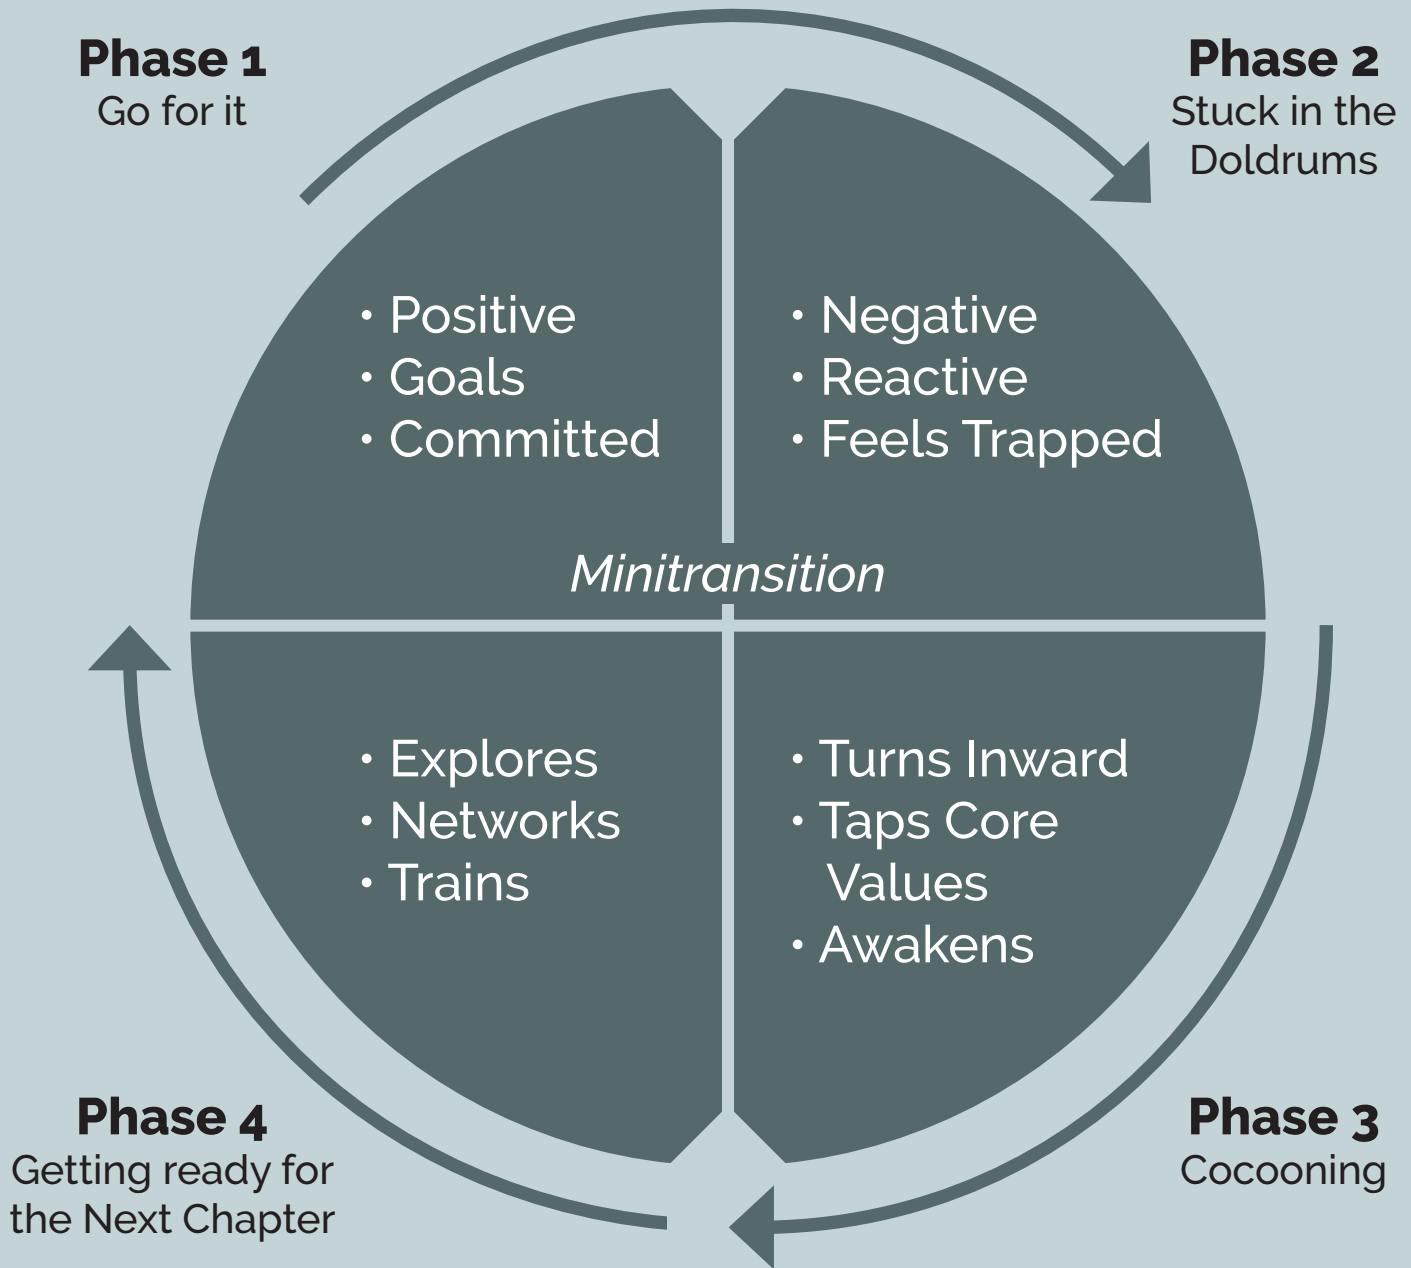 Phase 1
Go for it
Phase 2
Stuck in the
Doldrums
• Positive
• Goals
• Committed
• Negative
• Reactive
• Feels Trapped
Minitransition
• Explores
• Networks
• Trains
• Turns Inward
• Taps Core
Values
• Awakens
Phase 4
Getting ready for
the Next Chapter
Phase 3
Cocooning